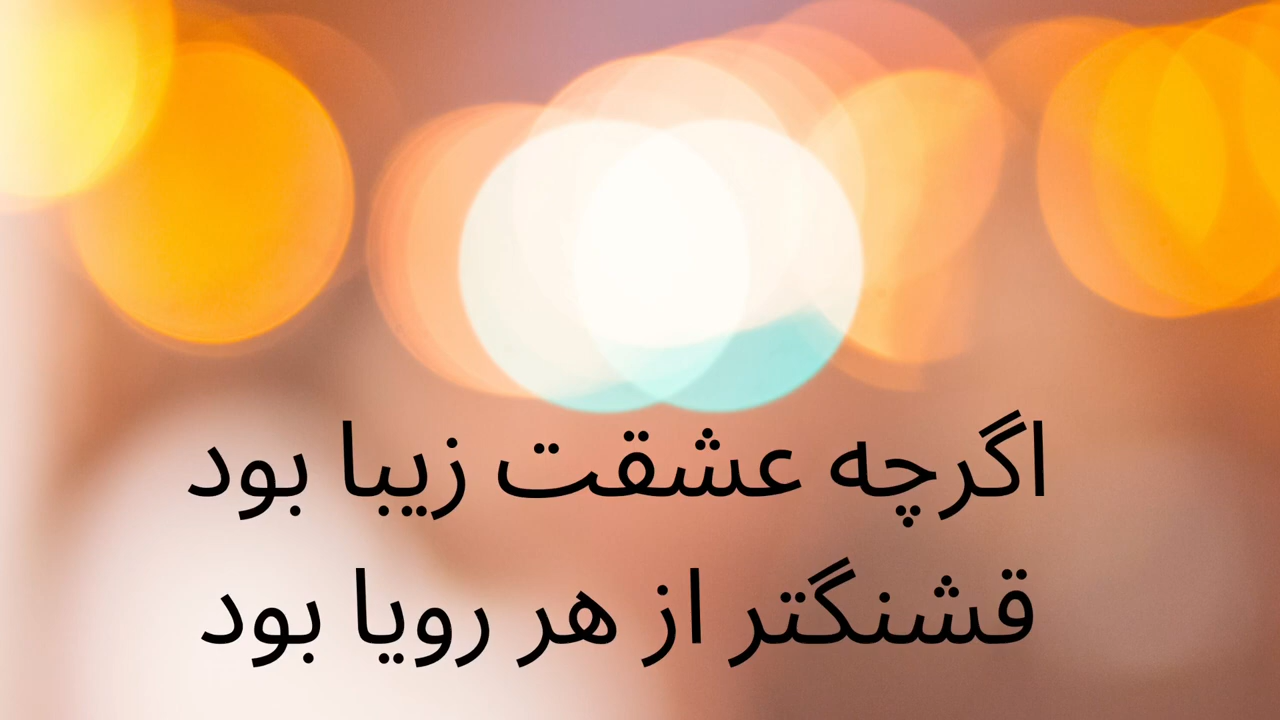 اگرچه عشقت زیبا بود
قشنگتر از هر رویا بود